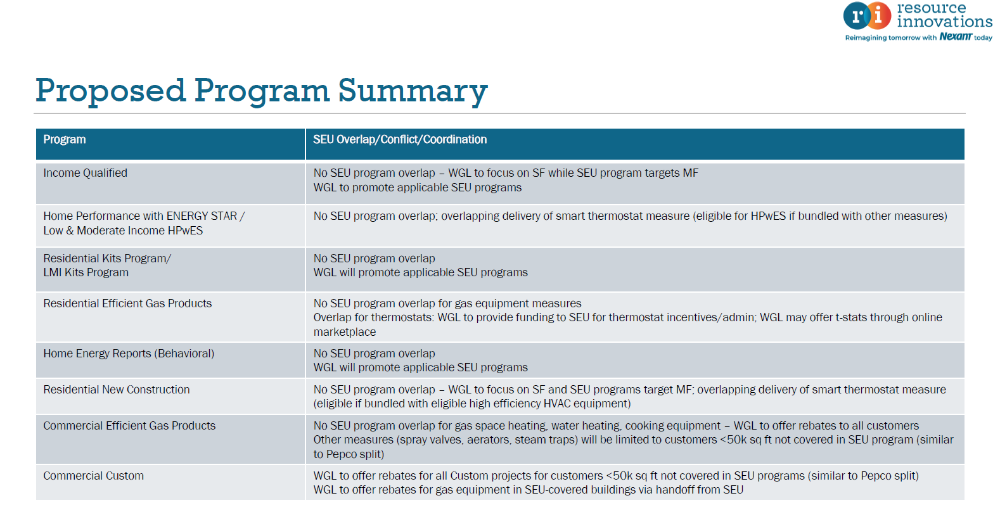 ri resource
innovations
Reimagining tomorrow with Nexant today
Proposed Program Summary
Program
SEU Overlap/Conflict/Coordination
Income Qualified
No SEU program overlap – WGL to focus on SF while SEU program targets MF
WGL to promote applicable SEU programs
Home Performance with ENERGY STAR /
Low & Moderate Income HPwES
No SEU program overlap; overlapping delivery of smart thermostat measure (eligible for HPwES if bundled with other measures)
Residential Kits Program/
LMI Kits Program
No SEU program overlap
WGL will promote applicable SEU programs
Residential Efficient Gas Products
No SEU program overlap for gas equipment measures
Overlap for thermostats: WGL to provide funding to SEU for thermostat incentives/admin; WGL may offer t-stats through online
marketplace
Home Energy Reports (Behavioral)
No SEU program overlap
WGL will promote applicable SEU programs
Residential New Construction
No SEU program overlap – WGL to focus on SF and SEU programs target MF; overlapping delivery of smart thermostat measure
(eligible if bundled with eligible high efficiency HVAC equipment)
Commercial Efficient Gas Products
No SEU program overlap for gas space heating, water heating, cooking equipment – WGL to offer rebates to all customers
Other measures (spray valves, aerators, steam traps) will be limited to customers <50k sq ft not covered in SEU program (similar
to Pepco split)
Commercial Custom
WGL to offer rebates for all Custom projects for customers <50k sq ft not covered in SEU programs (similar to Pepco split)
WGL to offer rebates for gas equipment in SEU-covered buildings via handoff from SEU